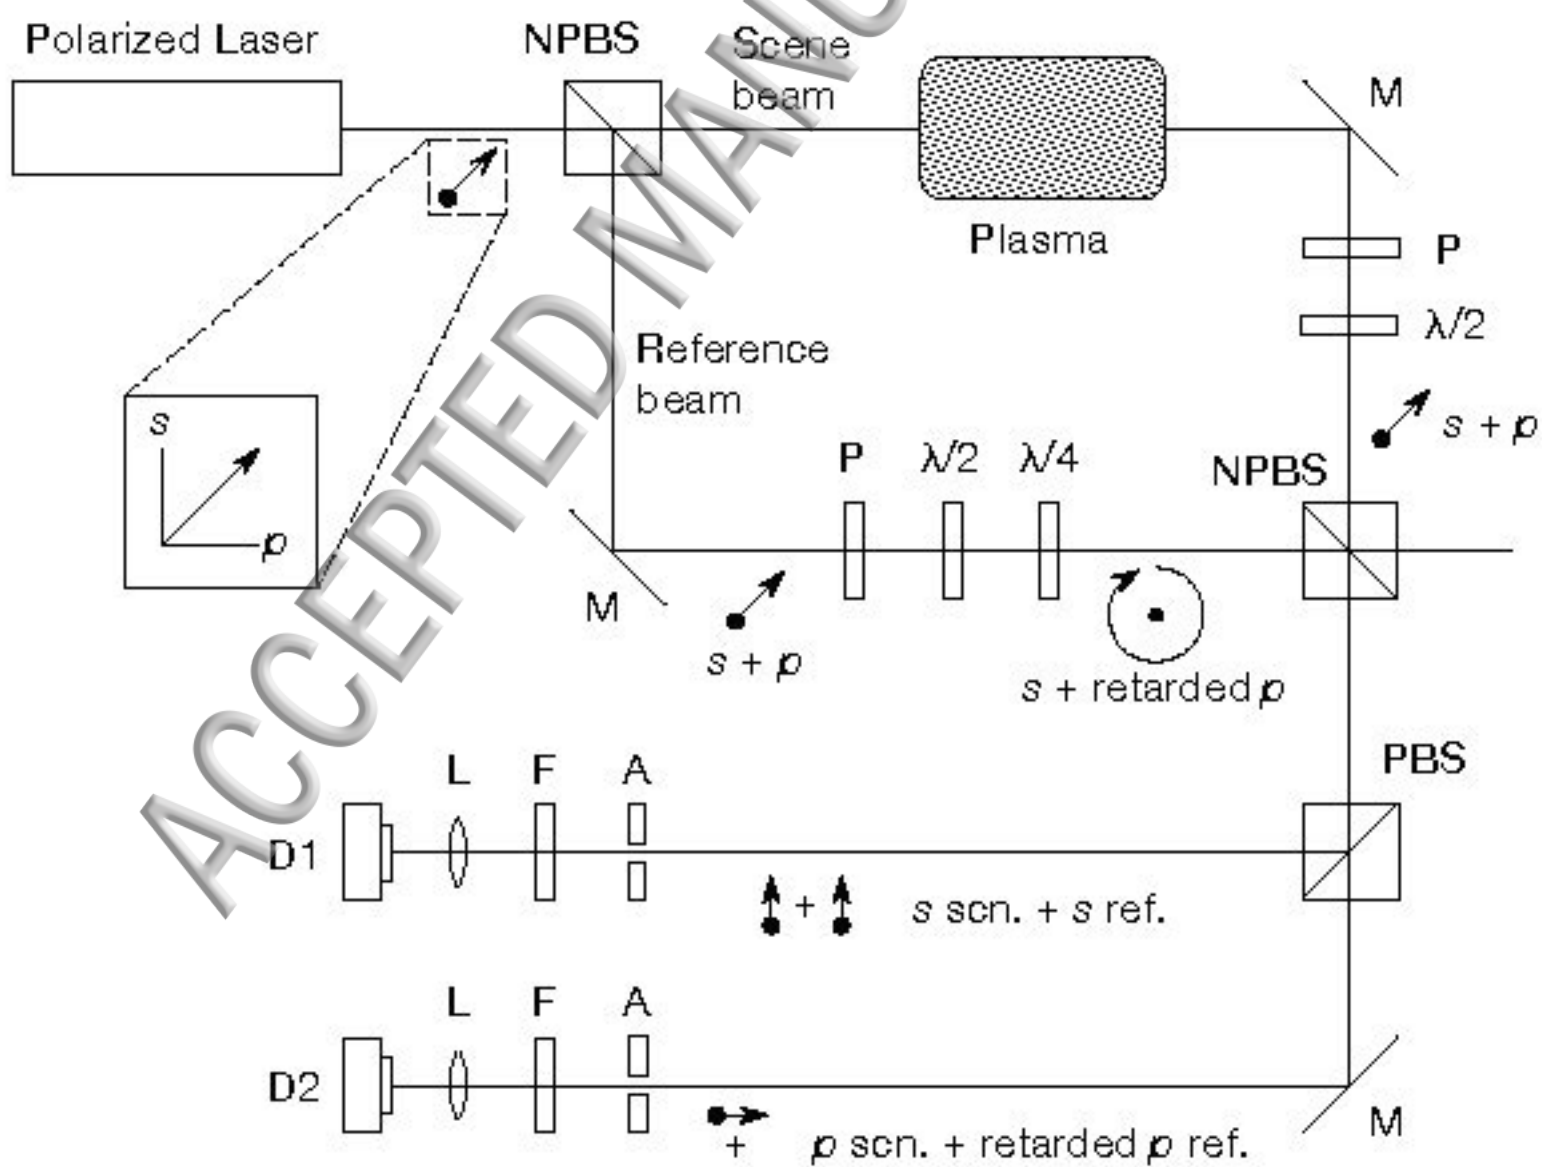 Polarized Laser
NPBS
Scene
beam
M
Plasma
P
λ/2
s
p
Reference
beam
s + p
P
λ/2
λ/4
NPBS
M
s + p
s + retarded p
PBS
L
F
A
D1
+
s scn. + s ref.
L
F
A
D2
+
p scn. + retarded p ref.
M
ACCEPTED MANU